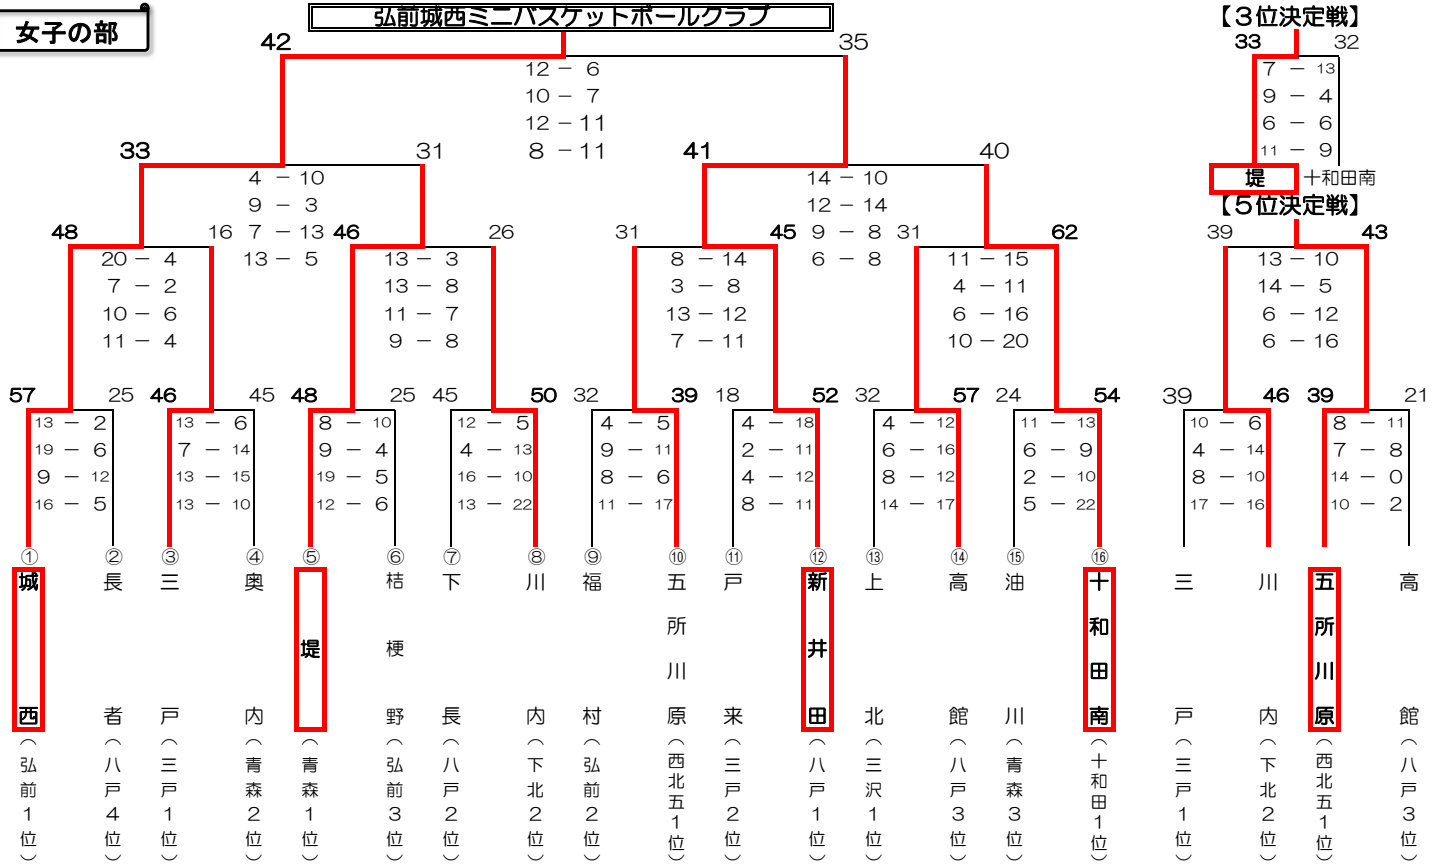 女子の部
弘前城西ミニバスケットボールクラブ
【３位決定戦】
42 35 33 32
12 － 6 7 － 13
10 － 7 9 － 4
12 － 11 6 － 6
8 － 11 11 － 9
33 31 41 40
堤 十和田南
4 － 10 14 － 10
9 － 3 12 － 14
7 － 13 9 － 8
13 － 5 6 － 8
【５位決定戦】
48 16 46 26 31 45 31 62 39 43
20 － 4 13 － 3 8 － 14 11 － 15 13 － 10
7 － 2 13 － 8 3 － 8 4 － 11 14 － 5
10 － 6 11 － 7 13 － 12 6 － 16 6 － 12
11 － 4 9 － 8 7 － 11 10 － 20 6 － 16
57 25 46 45 48 25 45 50 32 39 18 52 32 57 24 54 39 46 39 21
13 － 2 13 － 6 8 － 10 12 － 5 4 － 5 4 － 18 4 － 12 11 － 13 10 － 6 8 － 11
19 － 6 7 － 14 9 － 4 4 － 13 9 － 11 2 － 11 6 － 16 6 － 9 4 － 14 7 － 8
9 － 12 13 － 15 19 － 5 16 － 10 8 － 6 4 － 12 8 － 12 2 － 10 8 － 10 14 － 0
16 － 5 13 － 10 12 － 6 13 － 22 11 － 17 8 － 11 14 － 17 5 － 22 17 － 16 10 － 2
① ② ③ ④ ⑤ ⑥ ⑦ ⑧ ⑨ ⑩ ⑪ ⑫ ⑬ ⑭ ⑮ ⑯
城西（弘前１位）
長者（八戸４位）
三戸（三戸１位）
奥内（青森２位）
堤（青森１位）
桔梗野（弘前３位）
下長（八戸２位）
川内（下北２位）
福村（弘前２位）
五所川原（西北五１位）
戸来（三戸２位）
新井田（八戸１位）
上北（三沢１位）
高館（八戸３位）
油川（青森３位）
十和田南（十和田１位）
三戸（三戸１位）
川内（下北２位）
五所川原（西北五１位）
高館（八戸３位）